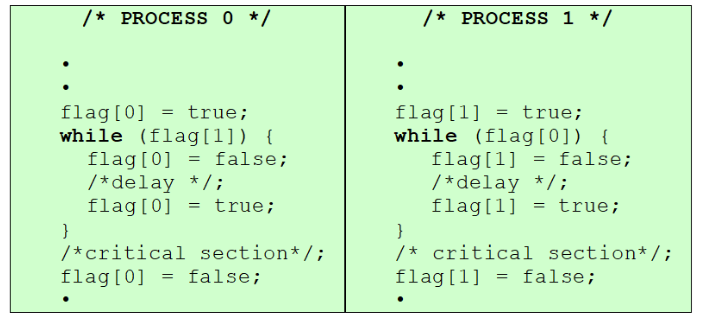 /* PROCESS 0 */
•
•
flag[0] = true;
while (flag[1]) {
flag[0] = false;
/*delay */;
flag[0] = true;
}
/*critical section*/;
flag[0] = false;
•
/* PROCESS 1 */
•
•
flag[1] = true;
while (flag[0]) {
flag[1] = false;
/*delay */;
flag[1] = true;
}
/* critical section*/;
flag[1] = false;
•